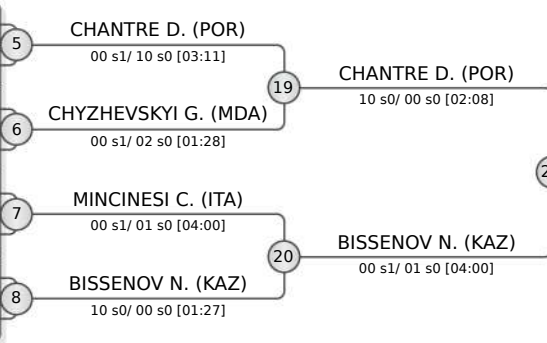 5
CHANTRE D. (POR)
00 s1/ 10 s0 [03:11]
19
CHANTRE D. (POR)
10 s0/ 00 s0 [02:08]
6
CHYZHEVSKYI G. (MDA)
00 s1/ 02 s0 [01:28]
7
MINCINESI C. (ITA)
00 s1/ 01 s0 [04:00]
20
BISSENOV N. (KAZ)
00 s1/ 01 s0 [04:00]
8
BISSENOV N. (KAZ)
10 s0/ 00 s0 [01:27]